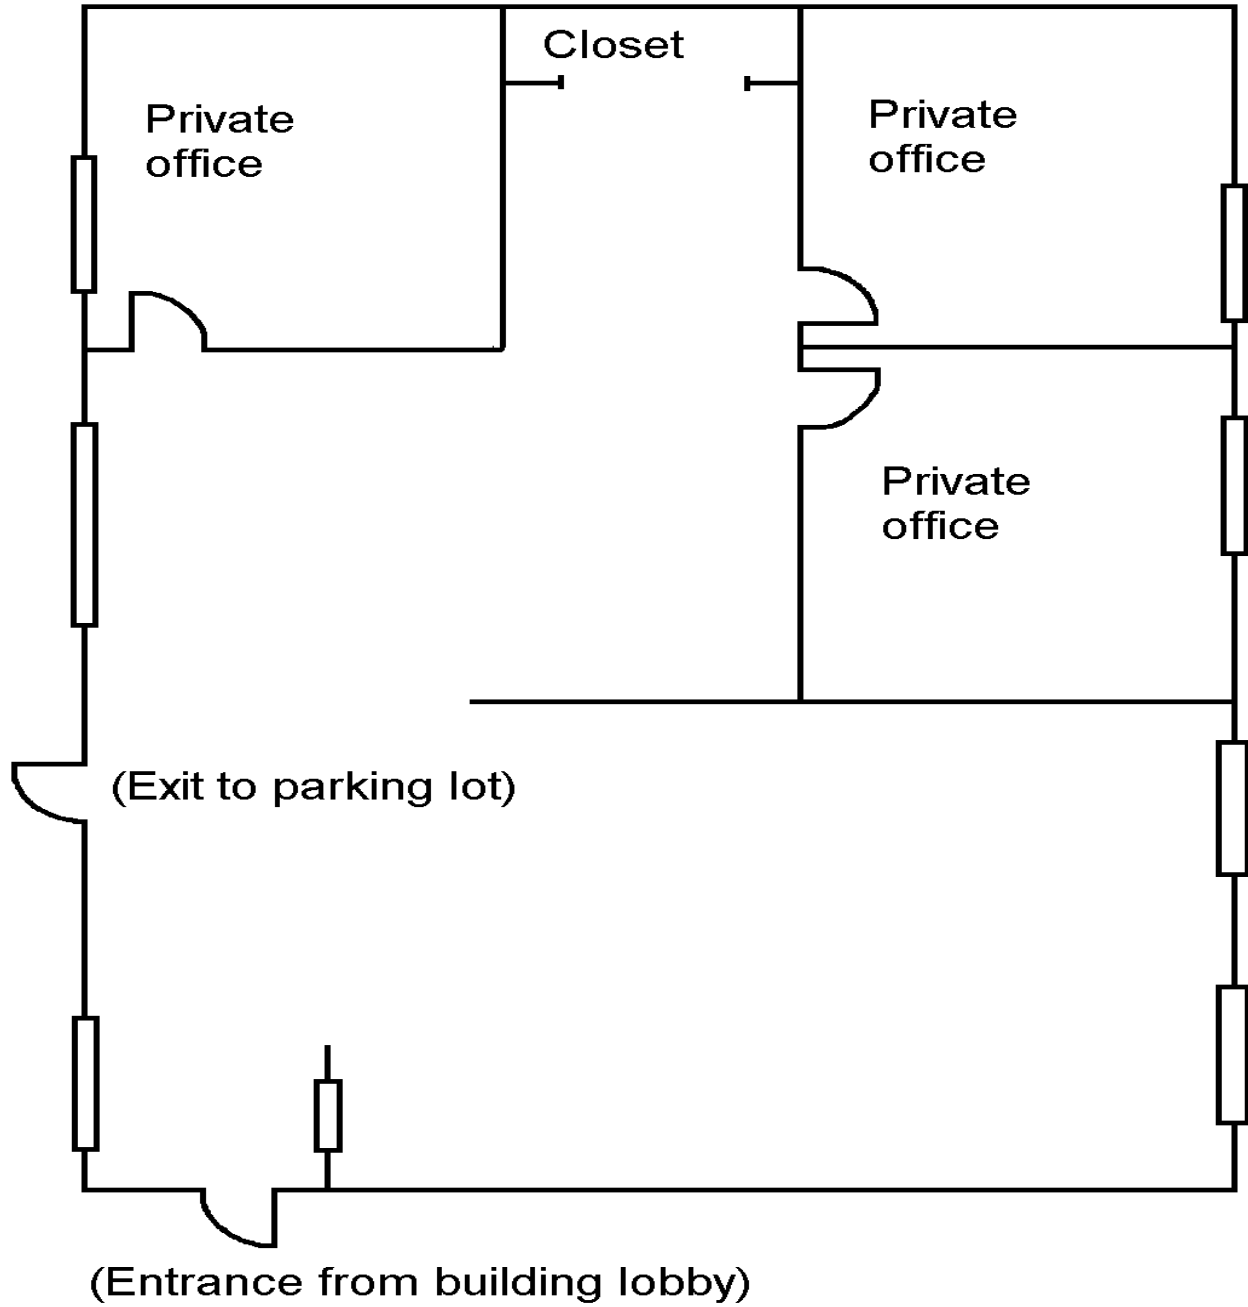 Closet
Private
office
Private
office
Private
office
(Exit to parking lot)
(Entrance from building lobby)